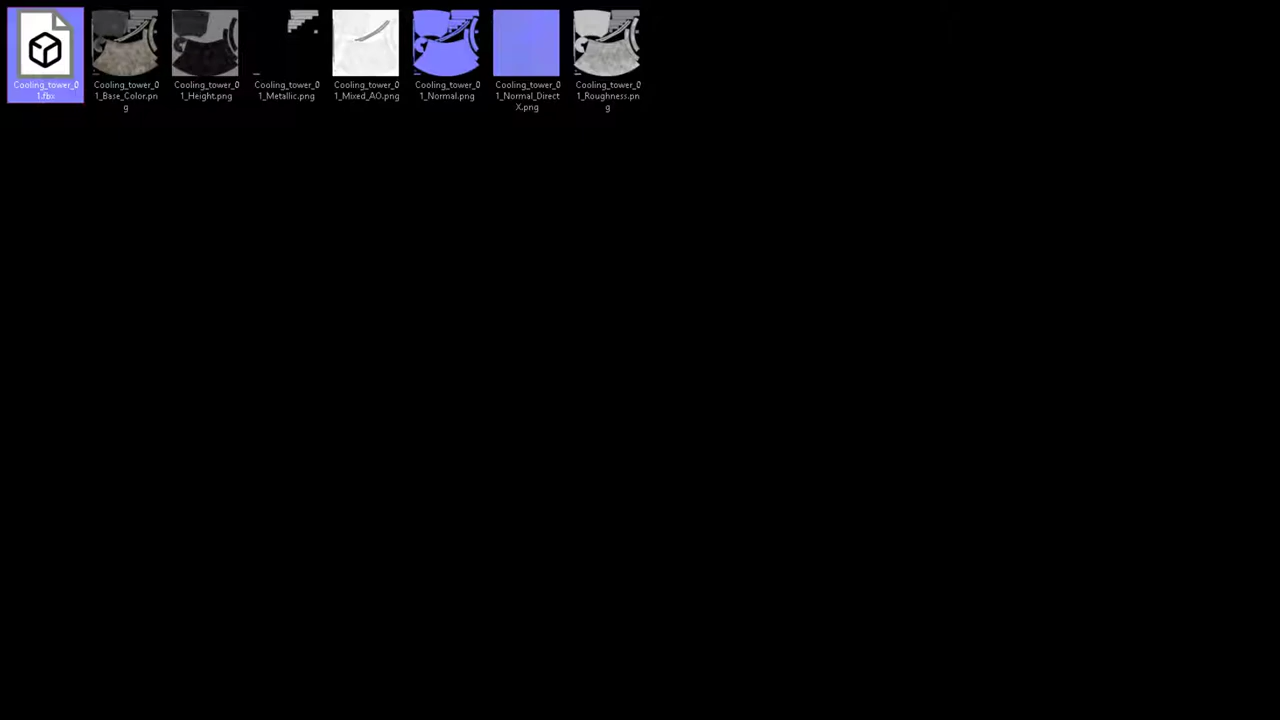 Cooling_tower_0
1.fbx
Cooling_tower_0
1_Base_Color.pn
g
Cooling_tower_0
1_Height.png
Cooling_tower_0
1_Metallic.png
Cooling_tower_0
1_Mixed_AO.png
Cooling_tower_0
1_Normal.png
Cooling_tower_0
1_Normal_Direct
X.png
Cooling_tower_0
1_Roughness.pn
g